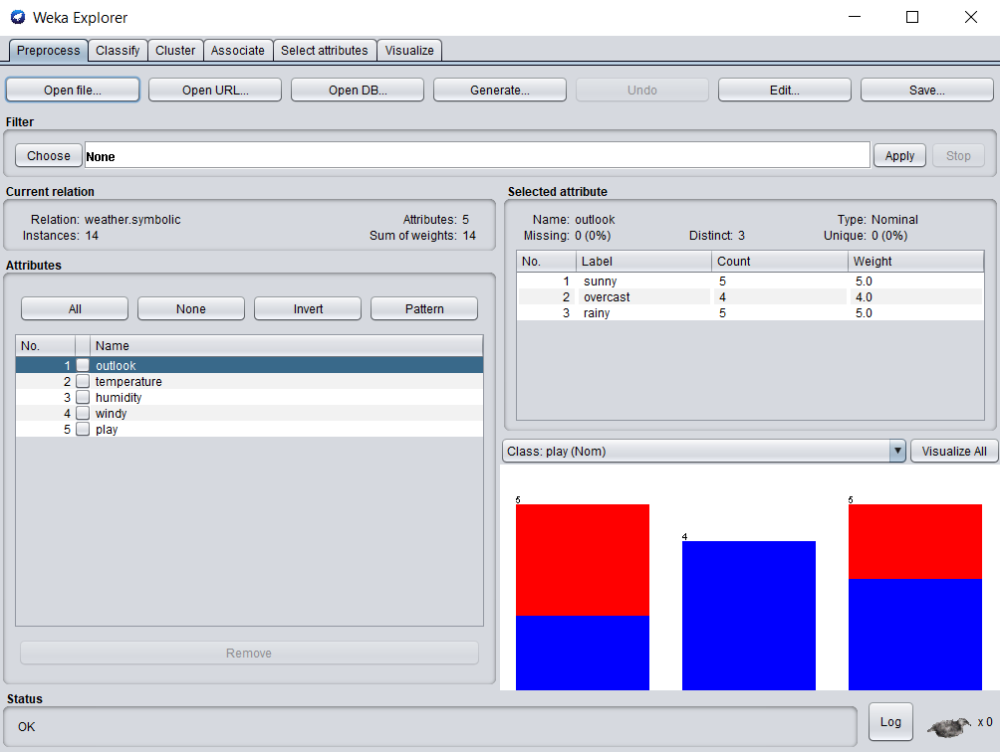 Weka Explorer
Preprocess Classify Cluster Associate Select attributes Visualize
Open file... Open URL... Open DB... Generate... Undo Edit... Save...
Filter
Choose None Apply Stop
Current relation
Relation: weather.symbolic Attributes: 5
Instances: 14 Sum of weights: 14
Attributes
All None Invert Pattern
No. Name
1 outlook
2 temperature
3 humidity
4 windy
5 play
Remove
Selected attribute
Name: outlook Type: Nominal
Missing: 0 (0%) Distinct: 3 Unique: 0 (0%)
No. Label Count Weight
1 sunny 5 5.0
2 overcast 4 4.0
3 rainy 5 5.0
Class: play (Nom) Visualize All
5 4 5
Status
OK Log x 0